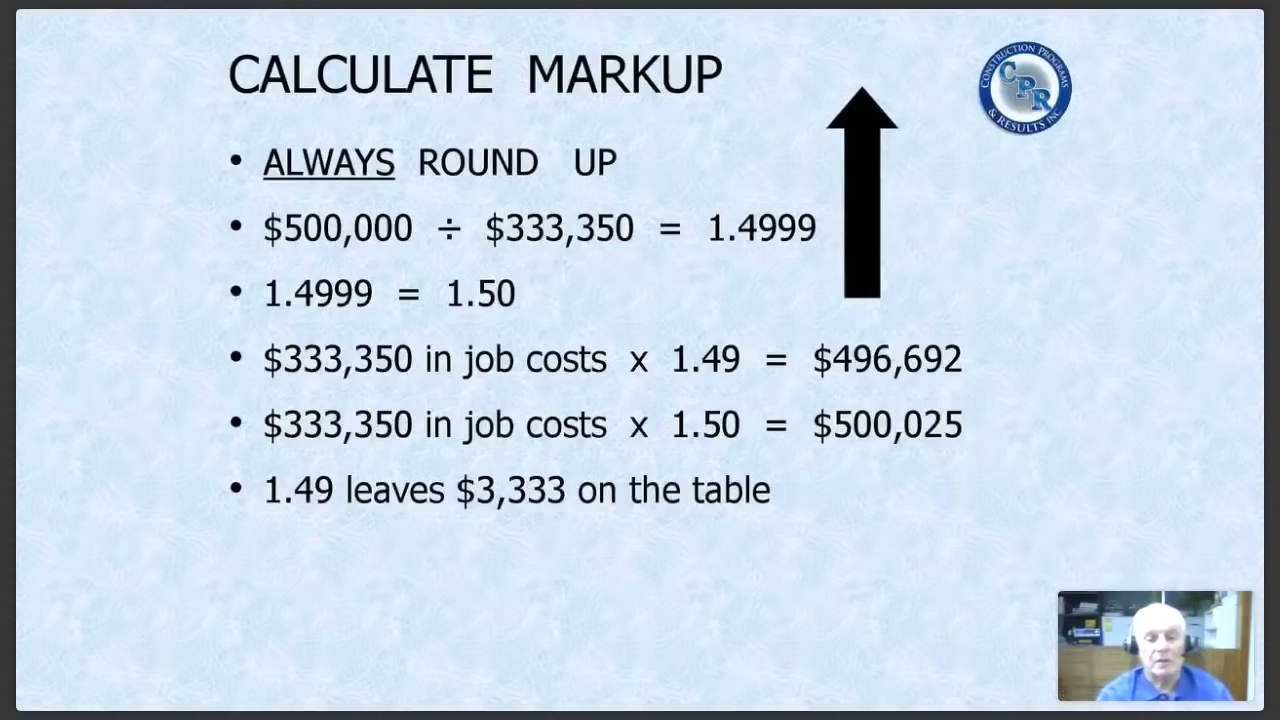 CALCULATE MARKUP
CONSTRUCTION PROGRAMS
CPR
& RESULTS INC
• ALWAYS ROUND UP
• $500,000 ÷ $333,350 = 1.4999
• 1.4999 = 1.50
• $333,350 in job costs x 1.49 = $496,692
• $333,350 in job costs x 1.50 = $500,025
• 1.49 leaves $3,333 on the table